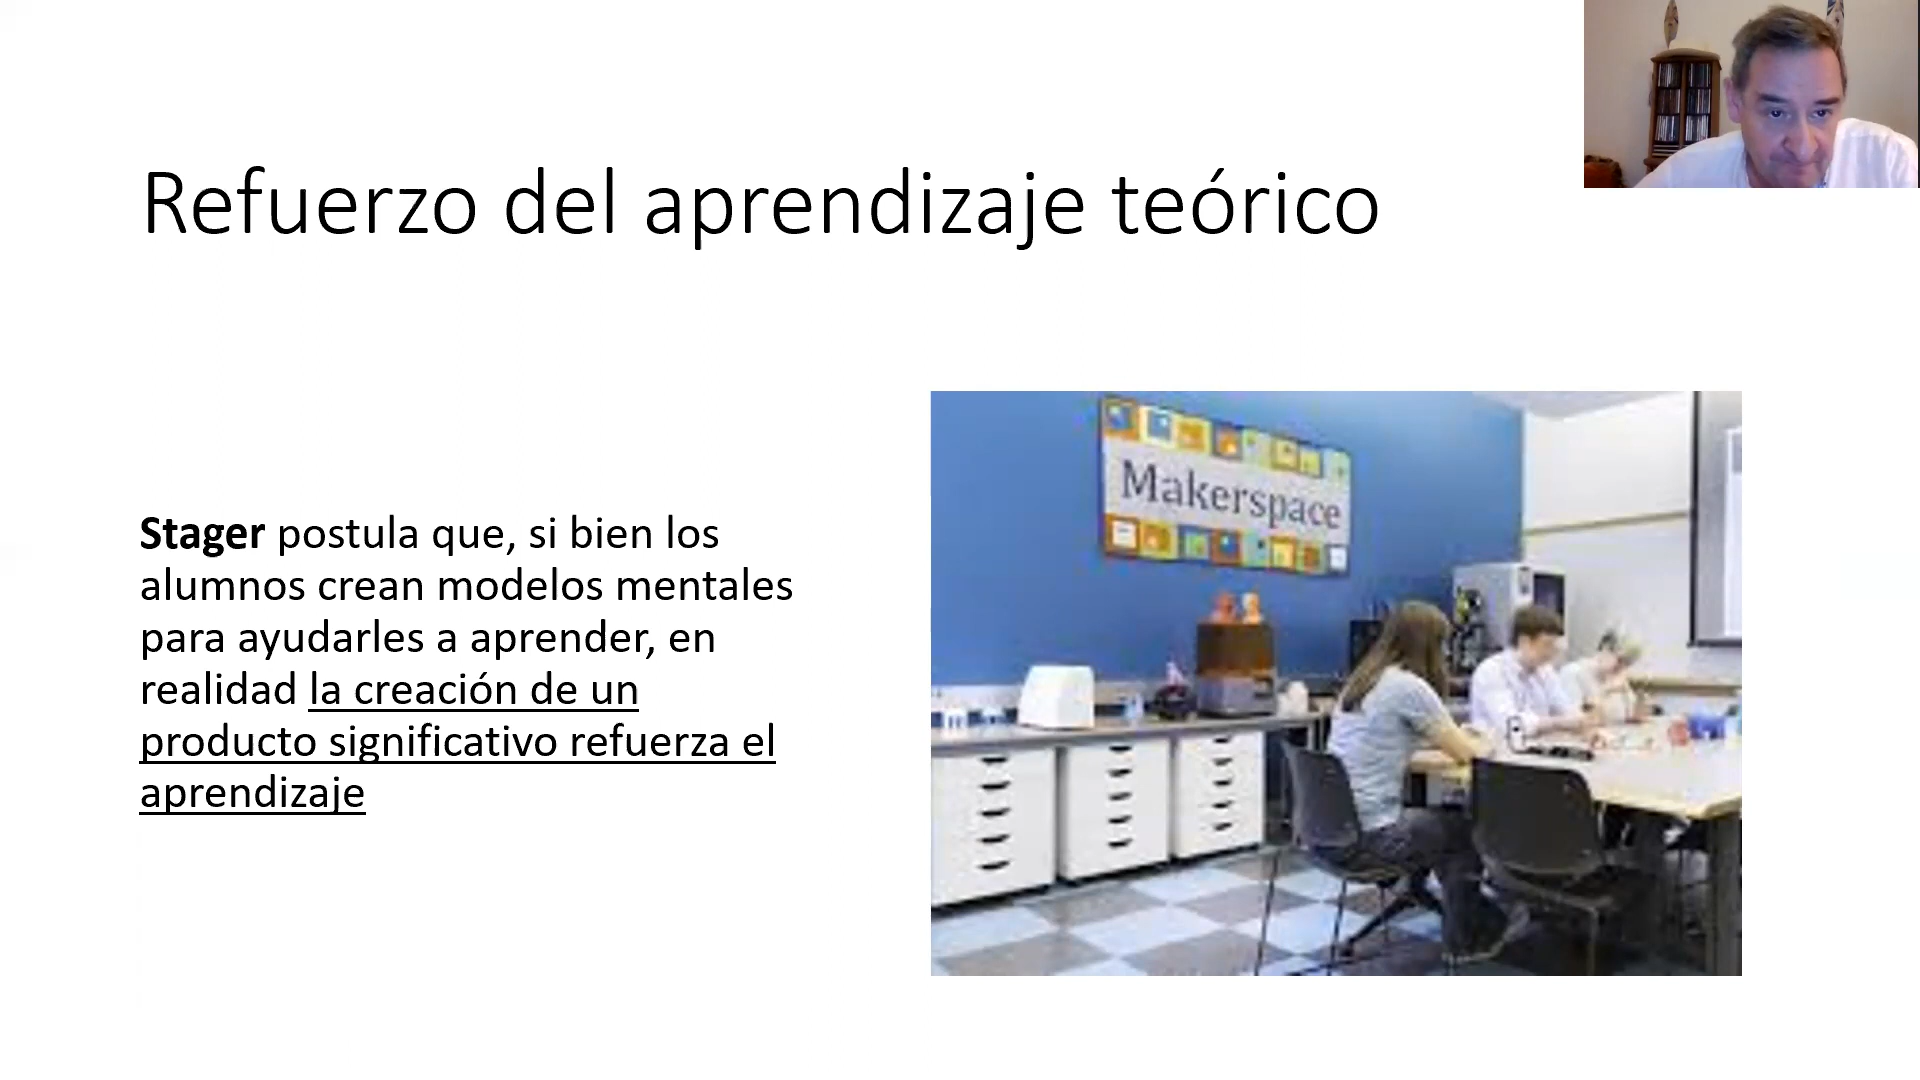 Refuerzo del aprendizaje teórico
Stager postula que, si bien los
alumnos crean modelos mentales
para ayudarles a aprender, en
realidad la creación de un
producto significativo refuerza el
aprendizaje
Makerspace